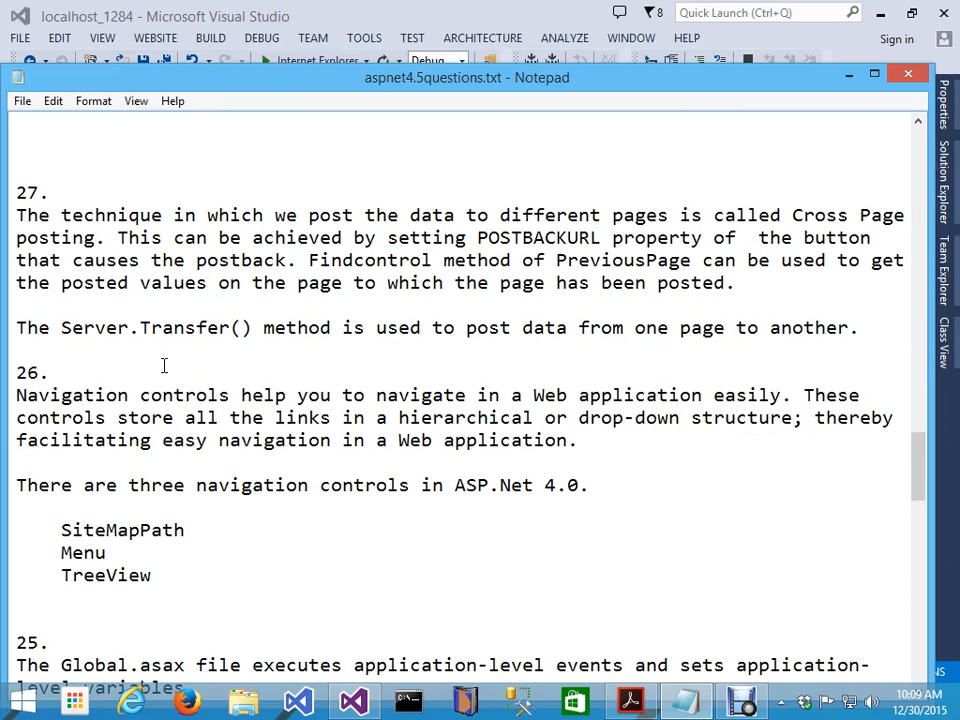 localhost_1284 - Microsoft Visual Studio
8
Quick Launch (Ctrl+Q)
FILE EDIT VIEW WEBSITE BUILD DEBUG TEAM TOOLS TEST ARCHITECTURE ANALYZE WINDOW HELP
Sign in
Internet Explorer
Debug
aspnet4.5questions.txt - Notepad
File Edit Format View Help
27.
The technique in which we post the data to different pages is called Cross Page
posting. This can be achieved by setting POSTBACKURL property of  the button
that causes the postback. Findcontrol method of PreviousPage can be used to get
the posted values on the page to which the page has been posted.
The Server.Transfer() method is used to post data from one page to another.
26.
Navigation controls help you to navigate in a Web application easily. These
controls store all the links in a hierarchical or drop-down structure; thereby
facilitating easy navigation in a Web application.
There are three navigation controls in ASP.Net 4.0.
SiteMapPath
Menu
TreeView
25.
The Global.asax file executes application-level events and sets application-
level variables
Properties
Solution Explorer
Team Explorer
Class View
NS
10:09 AM
12/30/2015